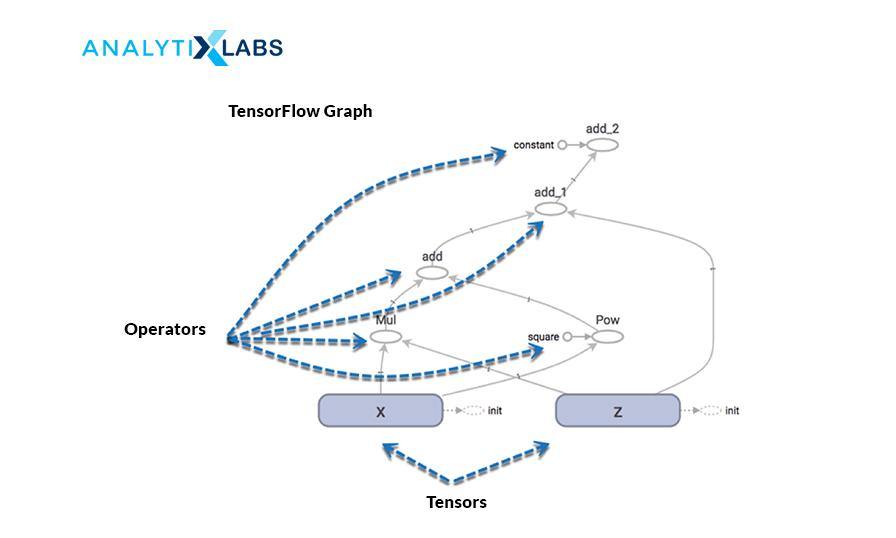 ANALYTIXLABS
TensorFlow Graph
add_2
constant
add_1
add
Operators
Mul
Pow
square
X
init
Z
init
Tensors